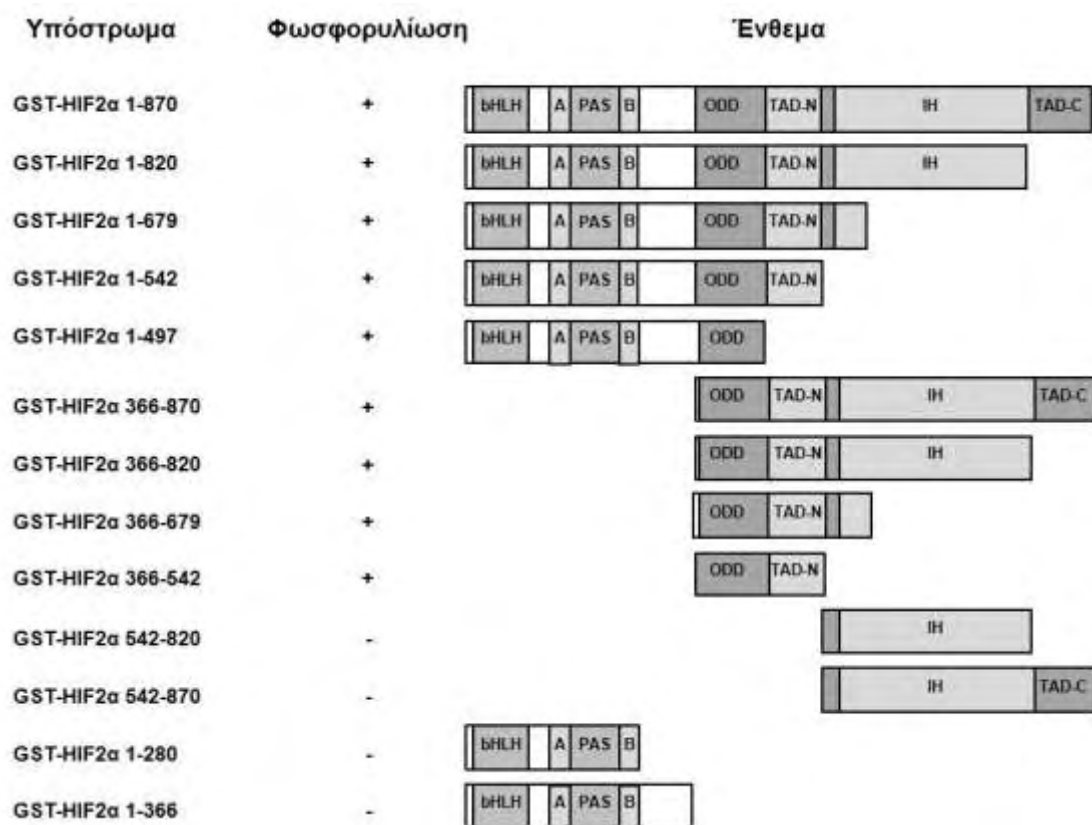 Υπόστρωμα Φωσφορυλίωση Ένθεμα
GST-HIF2α 1-870 + bHLH A PAS B ODD TAD-N IH TAD-C
GST-HIF2α 1-820 + bHLH A PAS B ODD TAD-N IH
GST-HIF2α 1-679 + bHLH A PAS B ODD TAD-N
GST-HIF2α 1-542 + bHLH A PAS B ODD TAD-N
GST-HIF2α 1-497 + bHLH A PAS B ODD
GST-HIF2α 366-870 + ODD TAD-N IH TAD-C
GST-HIF2α 366-820 + ODD TAD-N IH
GST-HIF2α 366-679 + ODD TAD-N
GST-HIF2α 366-542 + ODD TAD-N
GST-HIF2α 542-820 - IH
GST-HIF2α 542-870 - IH TAD-C
GST-HIF2α 1-280 - bHLH A PAS B
GST-HIF2α 1-366 - bHLH A PAS B